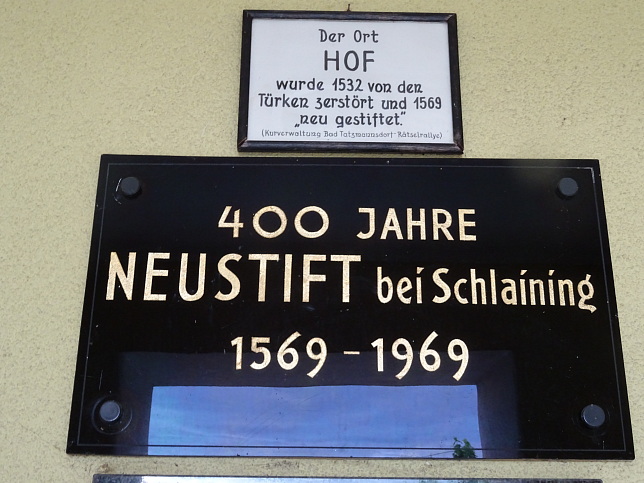 Der Ort
HOF
wurde 1532 von den
Türken zerstört und 1569
„neu gestiftet."
(Kurverwaltung Bad Tatzmannsdorf-Rätselrallye)
400 JAHRE
NEUSTIFT bei Schlaining
1569 - 1969